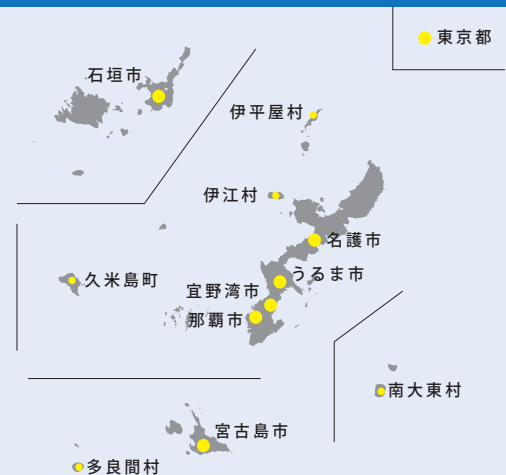 東京都
石垣市
伊平屋村
伊江村
名護市
うるま市
久米島町
宜野湾市
那覇市
南大東村
宮古島市
多良間村